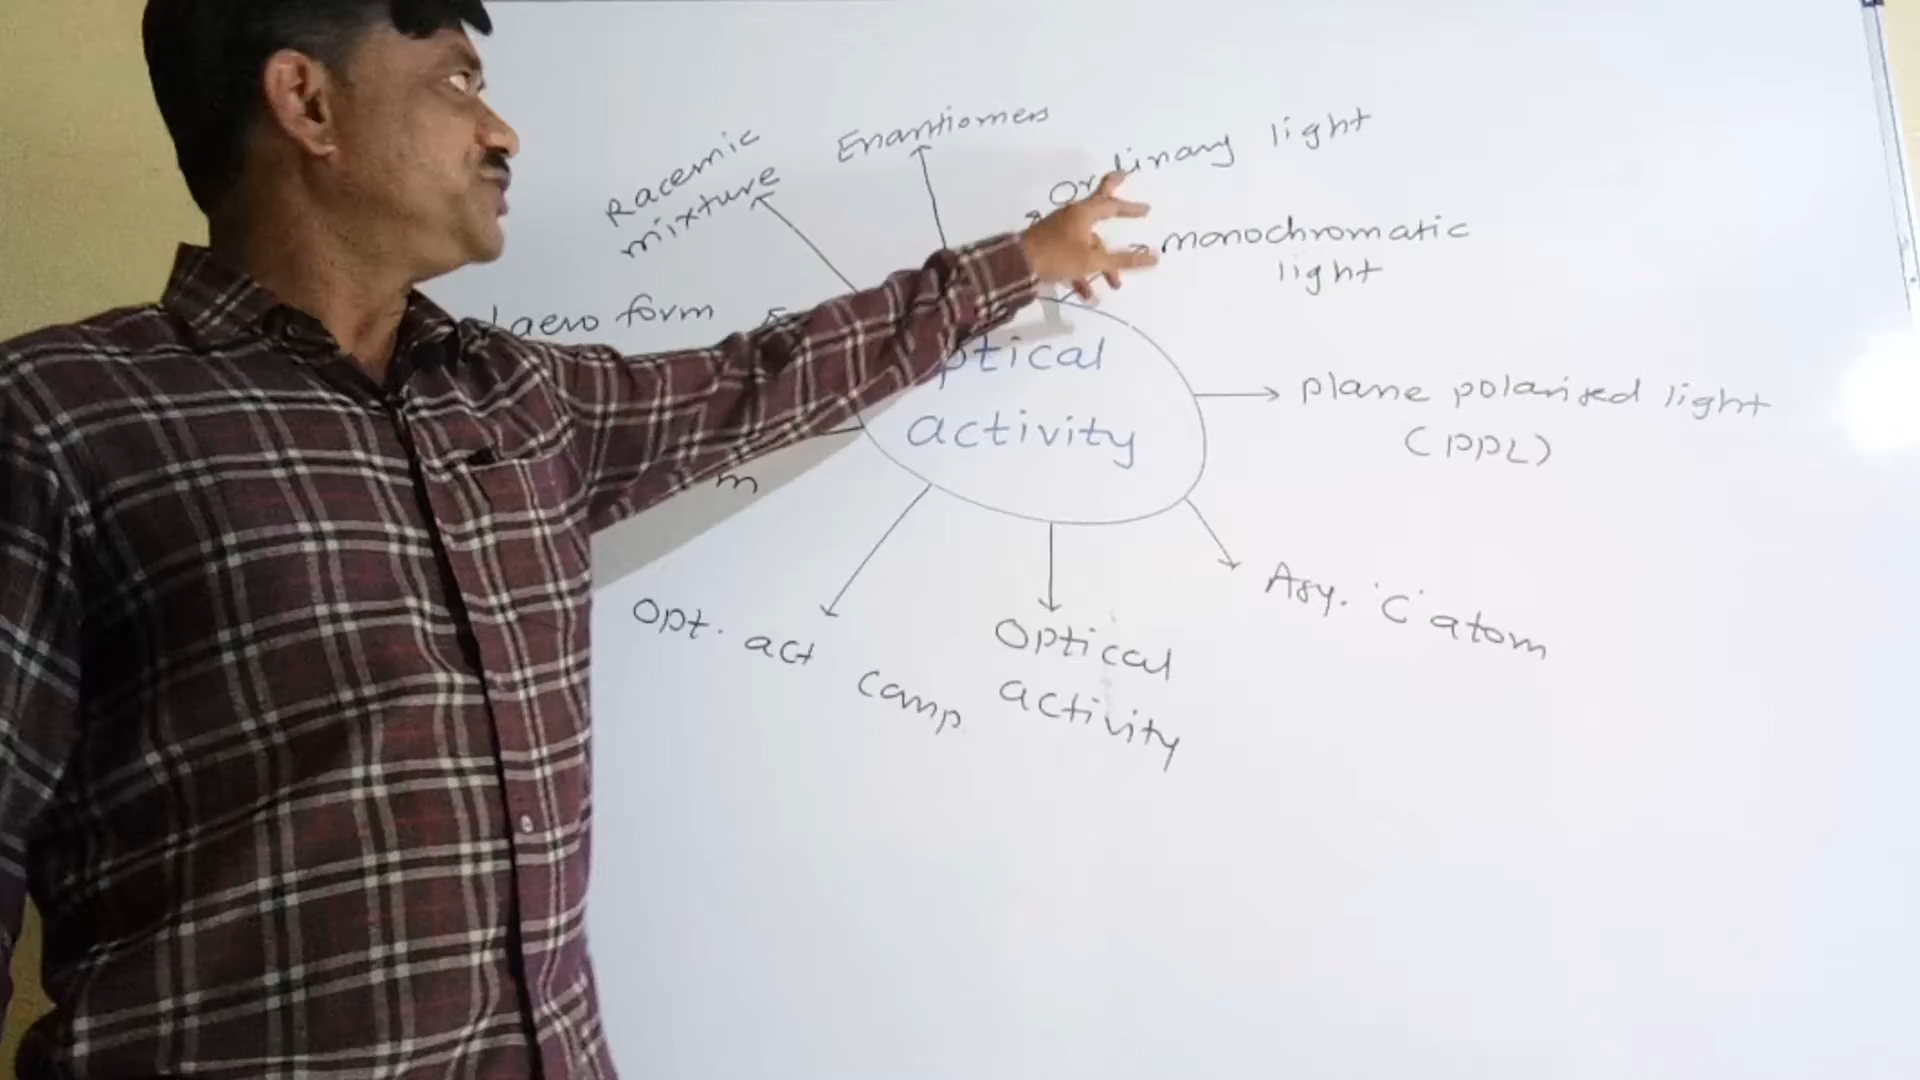 Enantiomers
Ordinary light
Racemic
mixture
monochromatic
light
laevo form
ptical
activity
plane polarised light
(PPL)
m
Asy. 'C' atom
Opt. act comp
Optical
activity